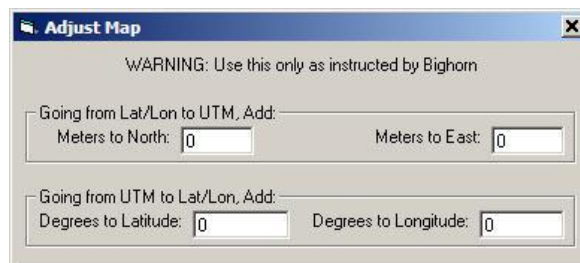 Adjust Map
WARNING: Use this only as instructed by Bighorn
Going from Lat/Lon to UTM, Add:
Meters to North: 0 Meters to East: 0
Going from UTM to Lat/Lon, Add:
Degrees to Latitude: 0 Degrees to Longitude: 0